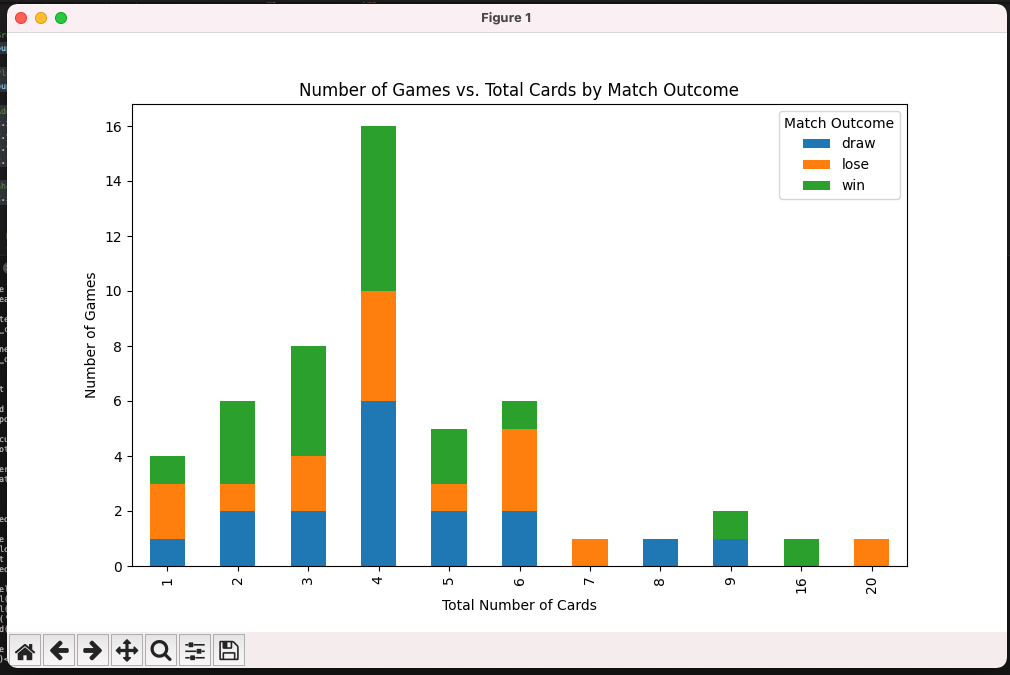 Figure 1
Number of Games vs. Total Cards by Match Outcome
Match Outcome
draw
lose
win
16
14
12
10
8
6
4
2
0
Number of Games
1 2 3 4 5 6 7 8 9 16 20
Total Number of Cards